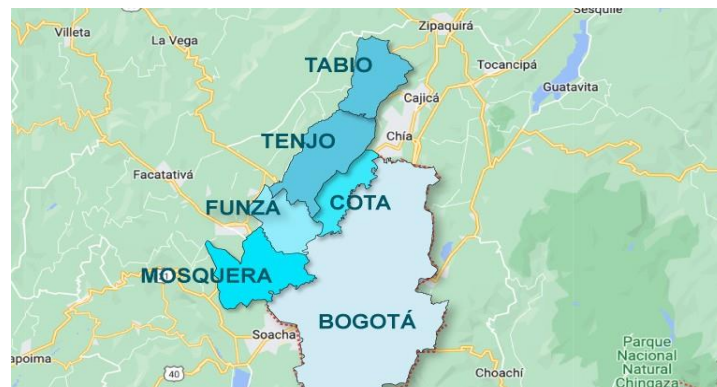 Sesquilé
Villeta
Zipaquirá
La Vega
TABIO
Tocancipá
Guatavita
Cajicá
TENJO
Chía
Facatativá
FUNZA
COTA
MOSQUERA
BOGOTÁ
Soacha
apoima
40
Choachí
Parque
Nacional
Natural
Chingaza